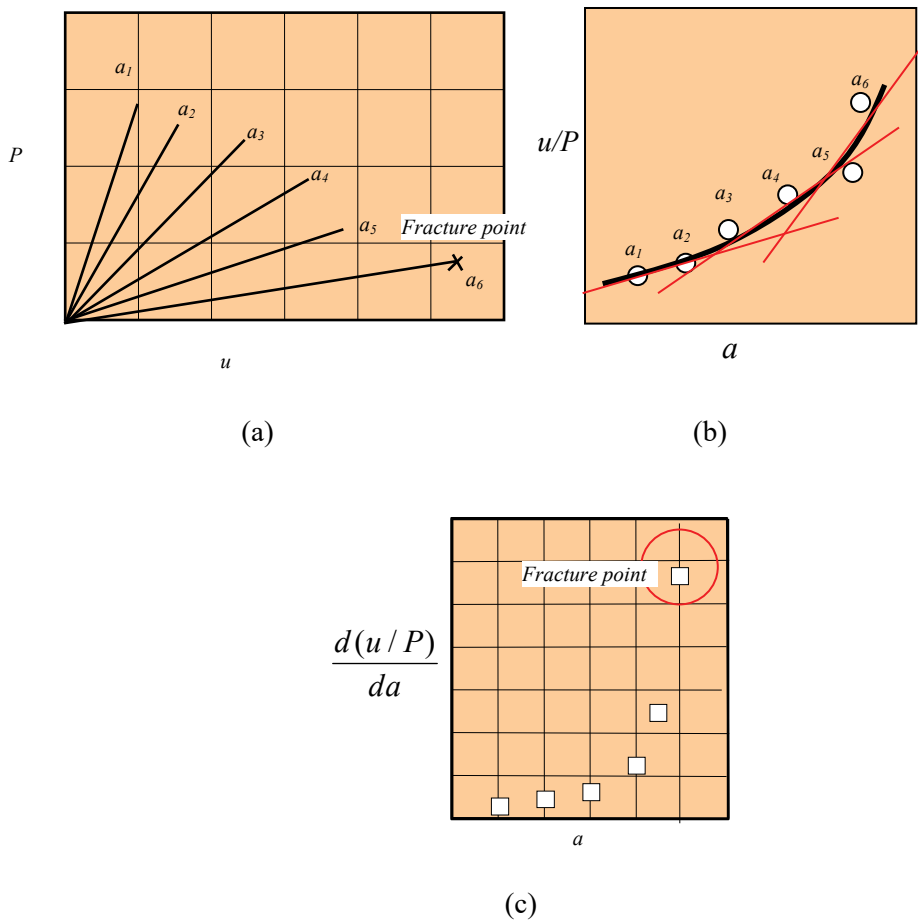 a1
a2
a3
P
a4
a5
Fracture point
a6
u
(a)
a6
u/P
a5
a4
a3
a2
a1
a
(b)
Fracture point
d(u / P)
da
a
(c)